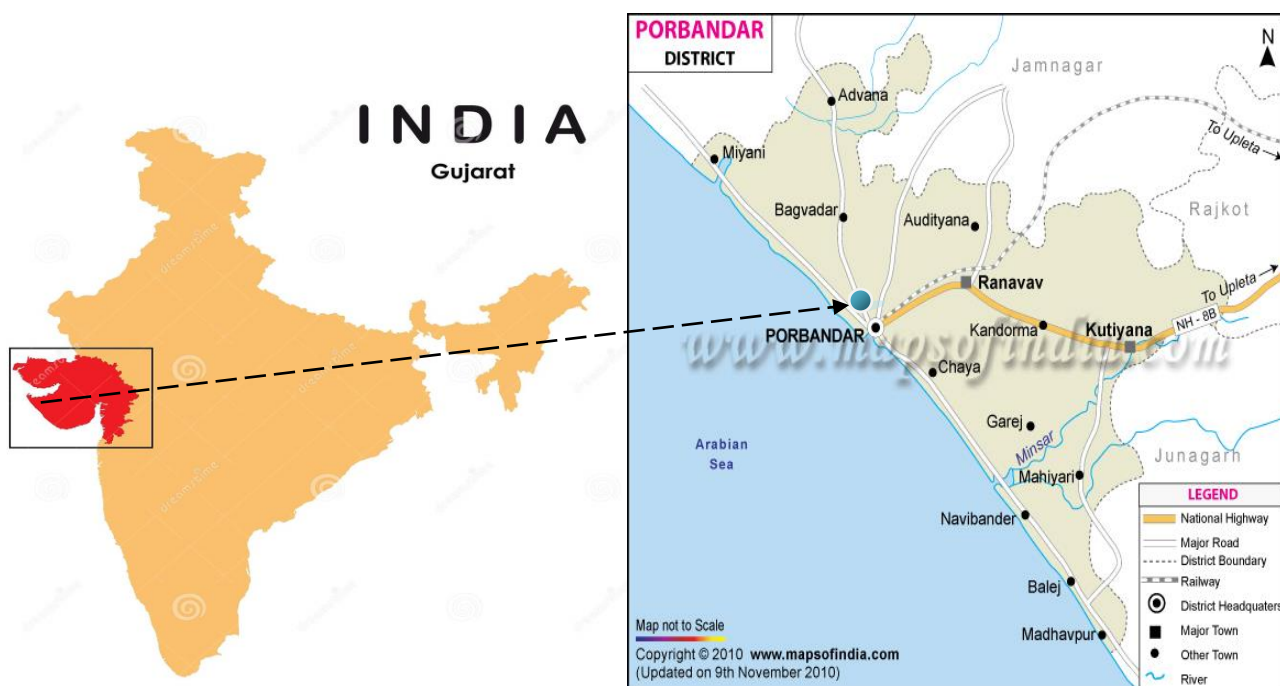 INDIA
Gujarat
dreamstime
PORBANDAR
DISTRICT
N
Jamnagar
Advana
To Upleta
Miyani
Rajkot
Bagvadar
Audityana
To Upleta
Ranavav
NH - 8B
PORBANDAR
Kandorma
Kutiyana
www.mapsofindia.com
Chaya
Garej
Arabian
Sea
Minsar
Junagarh
Mahiyari
Navibander
Balej
Madhavpur
LEGEND
National Highway
Major Road
District Boundary
Railway
District Headquaters
Major Town
Other Town
River
Map not to Scale
Copyright © 2010 www.mapsofindia.com
(Updated on 9th November 2010)